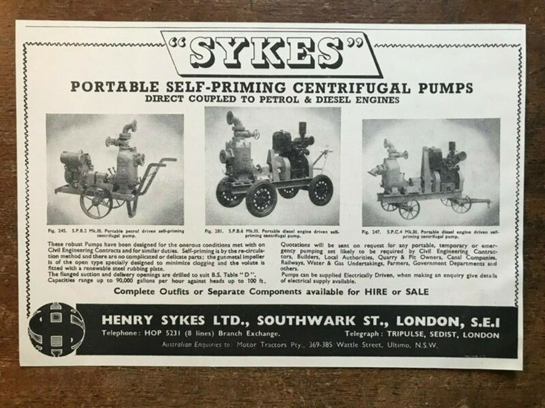 "SYKES"
PORTABLE SELF-PRIMING CENTRIFUGAL PUMPS
DIRECT COUPLED TO PETROL & DIESEL ENGINES
Fig. 245. S.P.B.3 Mk.III. Portable petrol driven self-priming centrifugal pump.
Fig. 281. S.P.B.6 Mk.III. Portable diesel engine driven self-priming centrifugal pump.
Fig. 247. S.P.C.4 Mk.III. Portable diesel engine driven self-priming centrifugal pump.
These robust Pumps have been designed for the onerous conditions met with on
Civil Engineering Contracts and for similar duties. Self-priming is by the re-circula-
tion method and there are no complicated or delicate parts: the gunmetal impeller
is of the open type specially designed to minimise clogging and the volute is
fitted with a renewable steel rubbing plate.
The flanged suction and delivery openings are drilled to suit B.S. Table "D",
Capacities range up to 90,000 gallons per hour against heads up to 100 ft.
Quotations will be sent on request for any portable, temporary or emer-
gency pumping set likely to be required by Civil Engineering Contrac-
tors, Builders, Local Authorities, Quarry & Pit Owners, Canal Companies,
Railways, Water & Gas Undertakings, Farmers, Government Departments and
others.
Pumps can be supplied Electrically Driven, when making an enquiry give details
of electrical supply available.
Complete Outfits or Separate Components available for HIRE or SALE
HENRY SYKES LTD., SOUTHWARK ST., LONDON, S.E.1
Telephone: HOP 5231 (8 lines) Branch Exchange. Telegraph: TRIPULSE, SEDIST, LONDON
Australian Enquiries to: Motor Tractors Pty., 369-385 Wattle Street, Ultimo, N.S.W.